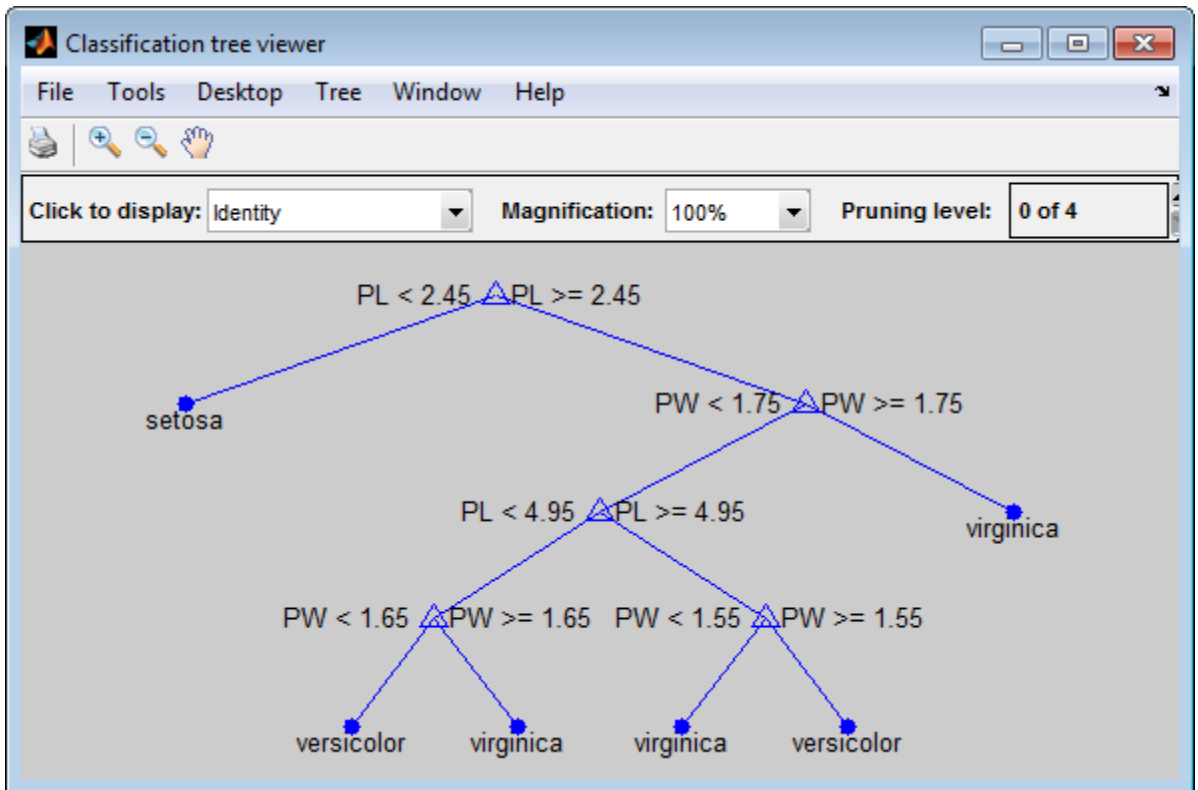 Classification tree viewer
File Tools Desktop Tree Window Help
Click to display: Identity Magnification: 100% Pruning level: 0 of 4
PL < 2.45 PL >= 2.45
setosa
PW < 1.75 PW >= 1.75
PL < 4.95 PL >= 4.95
virginica
PW < 1.65 PW >= 1.65 PW < 1.55 PW >= 1.55
versicolor virginica virginica versicolor